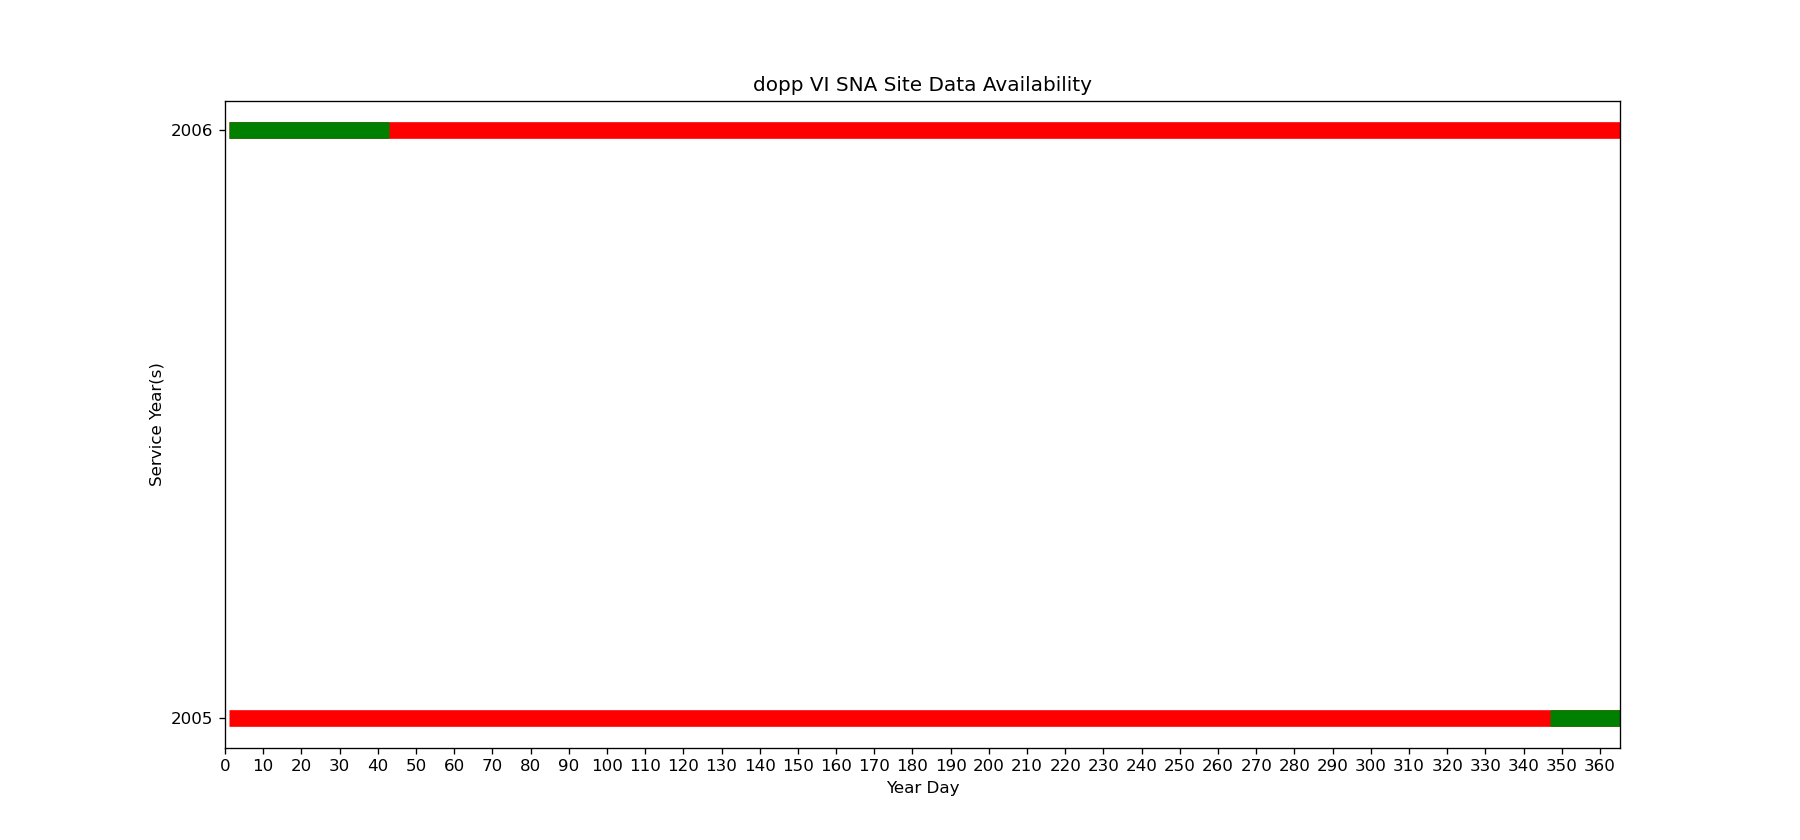 dopp VI SNA Site Data Availability
2006
Service Year(s)
2005
0 10 20 30 40 50 60 70 80 90 100 110 120 130 140 150 160 170 180 190 200 210 220 230 240 250 260 270 280 290 300 310 320 330 340 350 360
Year Day